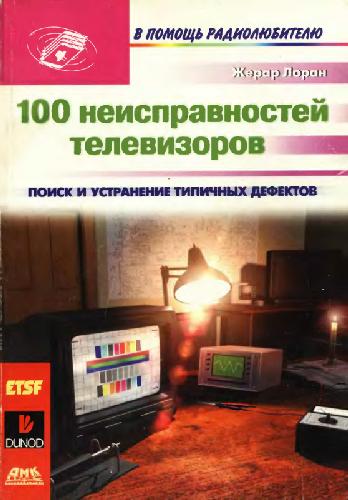 В ПОМОЩЬ РАДИОЛЮБИТЕЛЮ
Жерар Лоран
100 неисправностей
телевизоров
ПОИСК И УСТРАНЕНИЕ ТИПИЧНЫХ ДЕФЕКТОВ
ETSF
DUNOD
ДМК